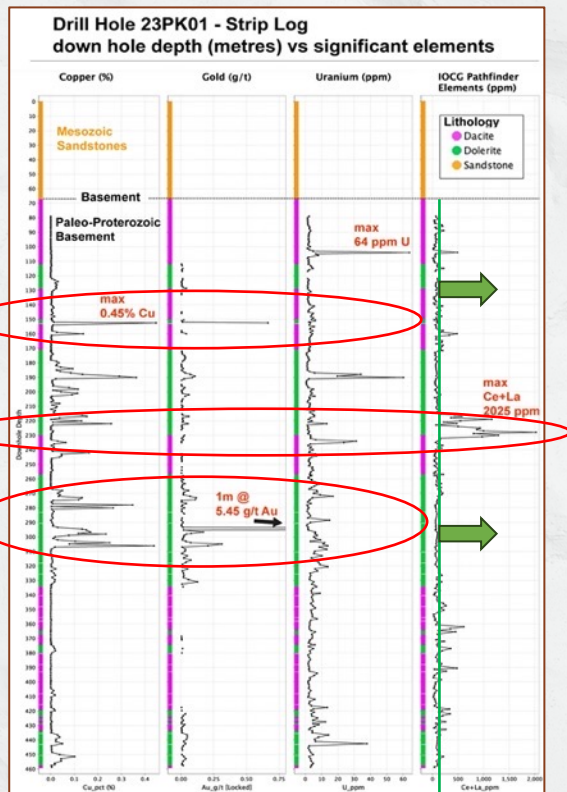 Drill Hole 23PK01 - Strip Log
down hole depth (metres) vs significant elements
Copper (%)
Gold (g/t)
Uranium (ppm)
IOCG Pathfinder
Elements (ppm)
Lithology
Dacite
Dolerite
Sandstone
Mesozoic
Sandstones
Basement
Paleo-Proterozoic
Basement
max
64 ppm U
max
0.45% Cu
max
Ce+La
2025 ppm
1m @
5.45 g/t Au
Downhole Depth
0
10
20
30
40
50
60
70
80
90
100
110
120
130
140
150
160
170
180
190
200
210
220
230
240
250
260
270
280
290
300
310
320
330
340
350
360
370
380
390
400
410
420
430
440
450
460
0.0 0.1 0.2 0.3 0.4
Cu_pct (%)
0.00 0.25 0.50 0.75
Au_g/t [Locked]
0 10 20 30 40 50 60
U_ppm
0 500 1,000 1,500 2,000
Ce+La_ppm